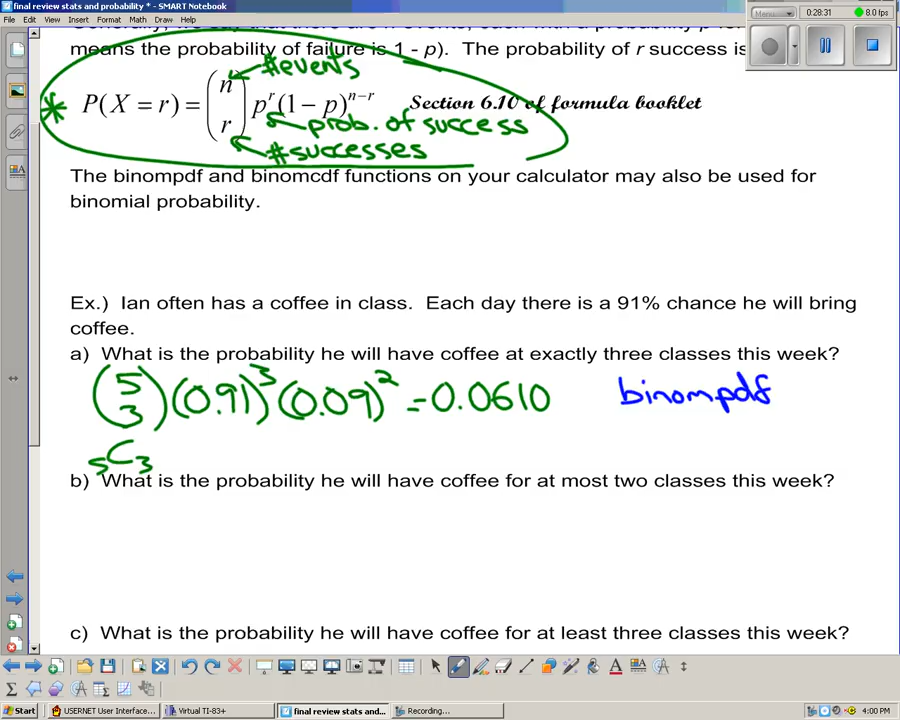 final review stats and probability * - SMART Notebook
File Edit View Insert Format Tools Draw Help
Menu
0:28:31
8.0 fps
means the probability of failure is 1 - p). The probability of r success is
#events
P(X = r) = (n r) p^r (1 − p)^{n−r} Section 6.10 of formula booklet
prob. of success
#successes
The binompdf and binomcdf functions on your calculator may also be used for
binomial probability.
Ex.) Ian often has a coffee in class. Each day there is a 91% chance he will bring
coffee.
a) What is the probability he will have coffee at exactly three classes this week?
(5 3)(0.91)^3 (0.09)^2 = 0.0610 binompdf
5C3
b) What is the probability he will have coffee for at most two classes this week?
c) What is the probability he will have coffee for at least three classes this week?
Start USERNET User Interface... Virtual TI-83+ final review stats and... Recording... 4:00 PM